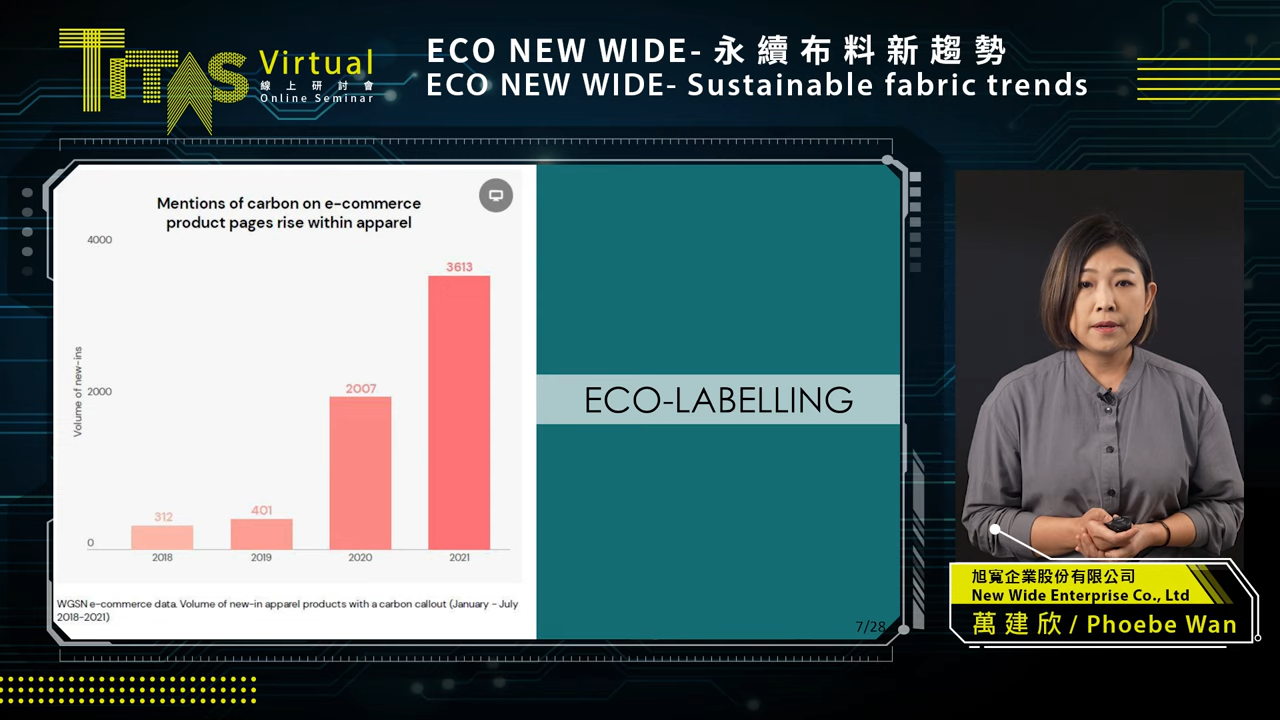 TITAS
Virtual
線上研討會
Online Seminar
ECO NEW WIDE- 永續布料新趨勢
ECO NEW WIDE- Sustainable fabric trends
Mentions of carbon on e-commerce
product pages rise within apparel
4000
2000
0
Volume of new-ins
312
401
2007
3613
2018
2019
2020
2021
WGSN e-commerce data. Volume of new-in apparel products with a carbon callout (January - July
2018-2021)
ECO-LABELLING
7/28
旭寬企業股份有限公司
New Wide Enterprise Co., Ltd
萬建欣 / Phoebe Wan